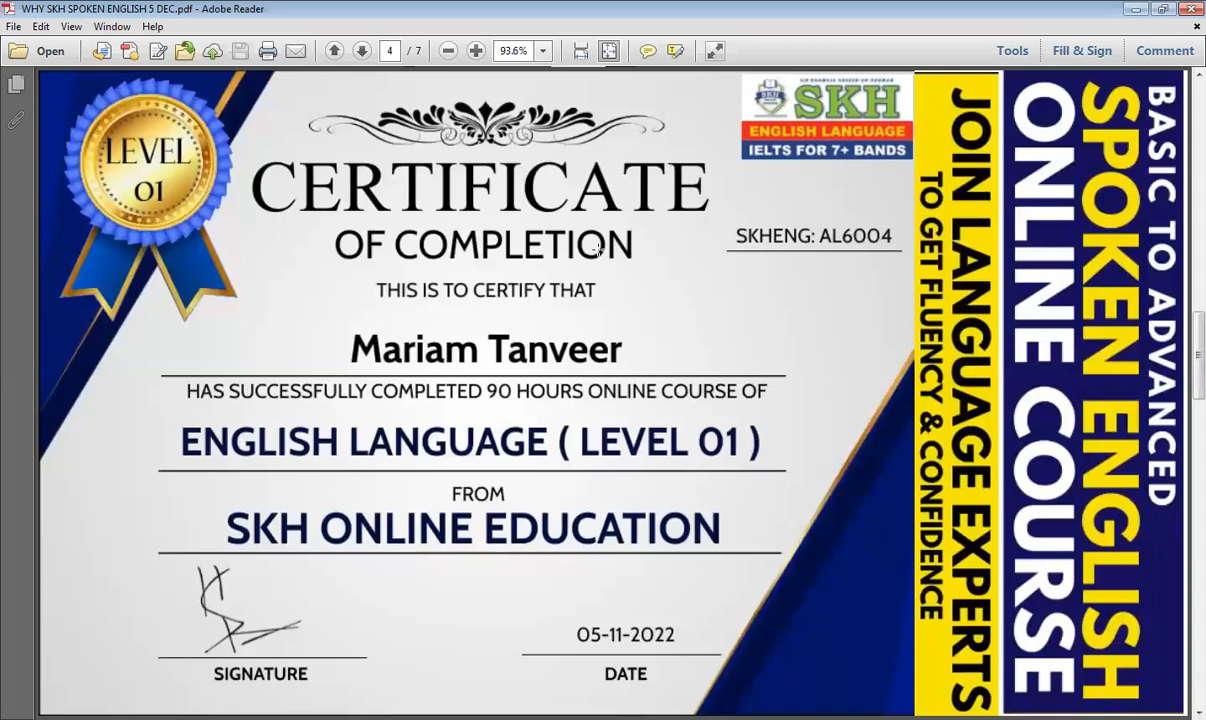 WHY SKH SPOKEN ENGLISH 5 DEC.pdf - Adobe Reader
File Edit View Window Help
Open
4 / 7
93.6%
Tools
Fill & Sign
Comment
LEVEL
01
CERTIFICATE
OF COMPLETION
THIS IS TO CERTIFY THAT
Mariam Tanveer
HAS SUCCESSFULLY COMPLETED 90 HOURS ONLINE COURSE OF
ENGLISH LANGUAGE ( LEVEL 01 )
FROM
SKH ONLINE EDUCATION
SIGNATURE
05-11-2022
DATE
SKH
SKH
ENGLISH LANGUAGE
IELTS FOR 7+ BANDS
SKHENG: AL6004
BASIC TO ADVANCED
SPOKEN ENGLISH
ONLINE COURSE
JOIN LANGUAGE EXPERTS
TO GET FLUENCY & CONFIDENCE